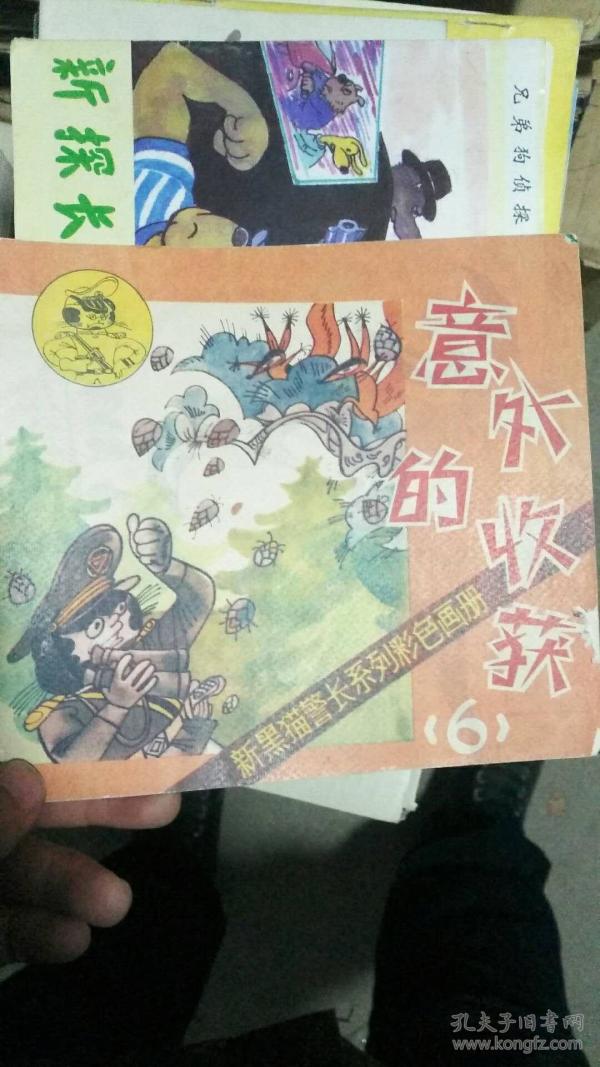 新探长
兄弟狗侦探
意外的收获
新黑猫警长系列彩色画册
《6》
孔夫子旧书网
www.kongfz.com